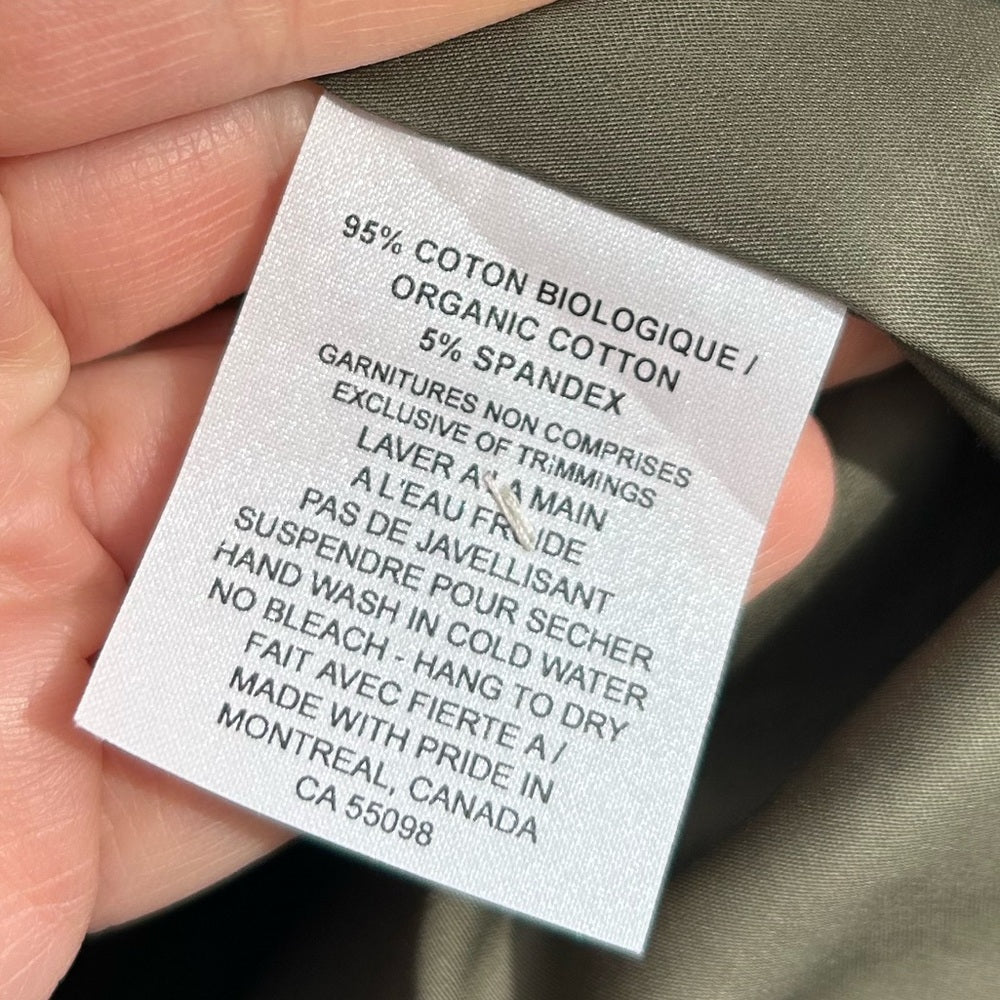 95% COTON BIOLOGIQUE /
ORGANIC COTTON
5% SPANDEX
GARNITURES NON COMPRISES
EXCLUSIVE OF TRIMMINGS
LAVER A LA MAIN
A L'EAU FROIDE
PAS DE JAVELLISANT
SUSPENDRE POUR SECHER
HAND WASH IN COLD WATER
NO BLEACH - HANG TO DRY
FAIT AVEC FIERTE A /
MADE WITH PRIDE IN
MONTREAL, CANADA
CA 55098